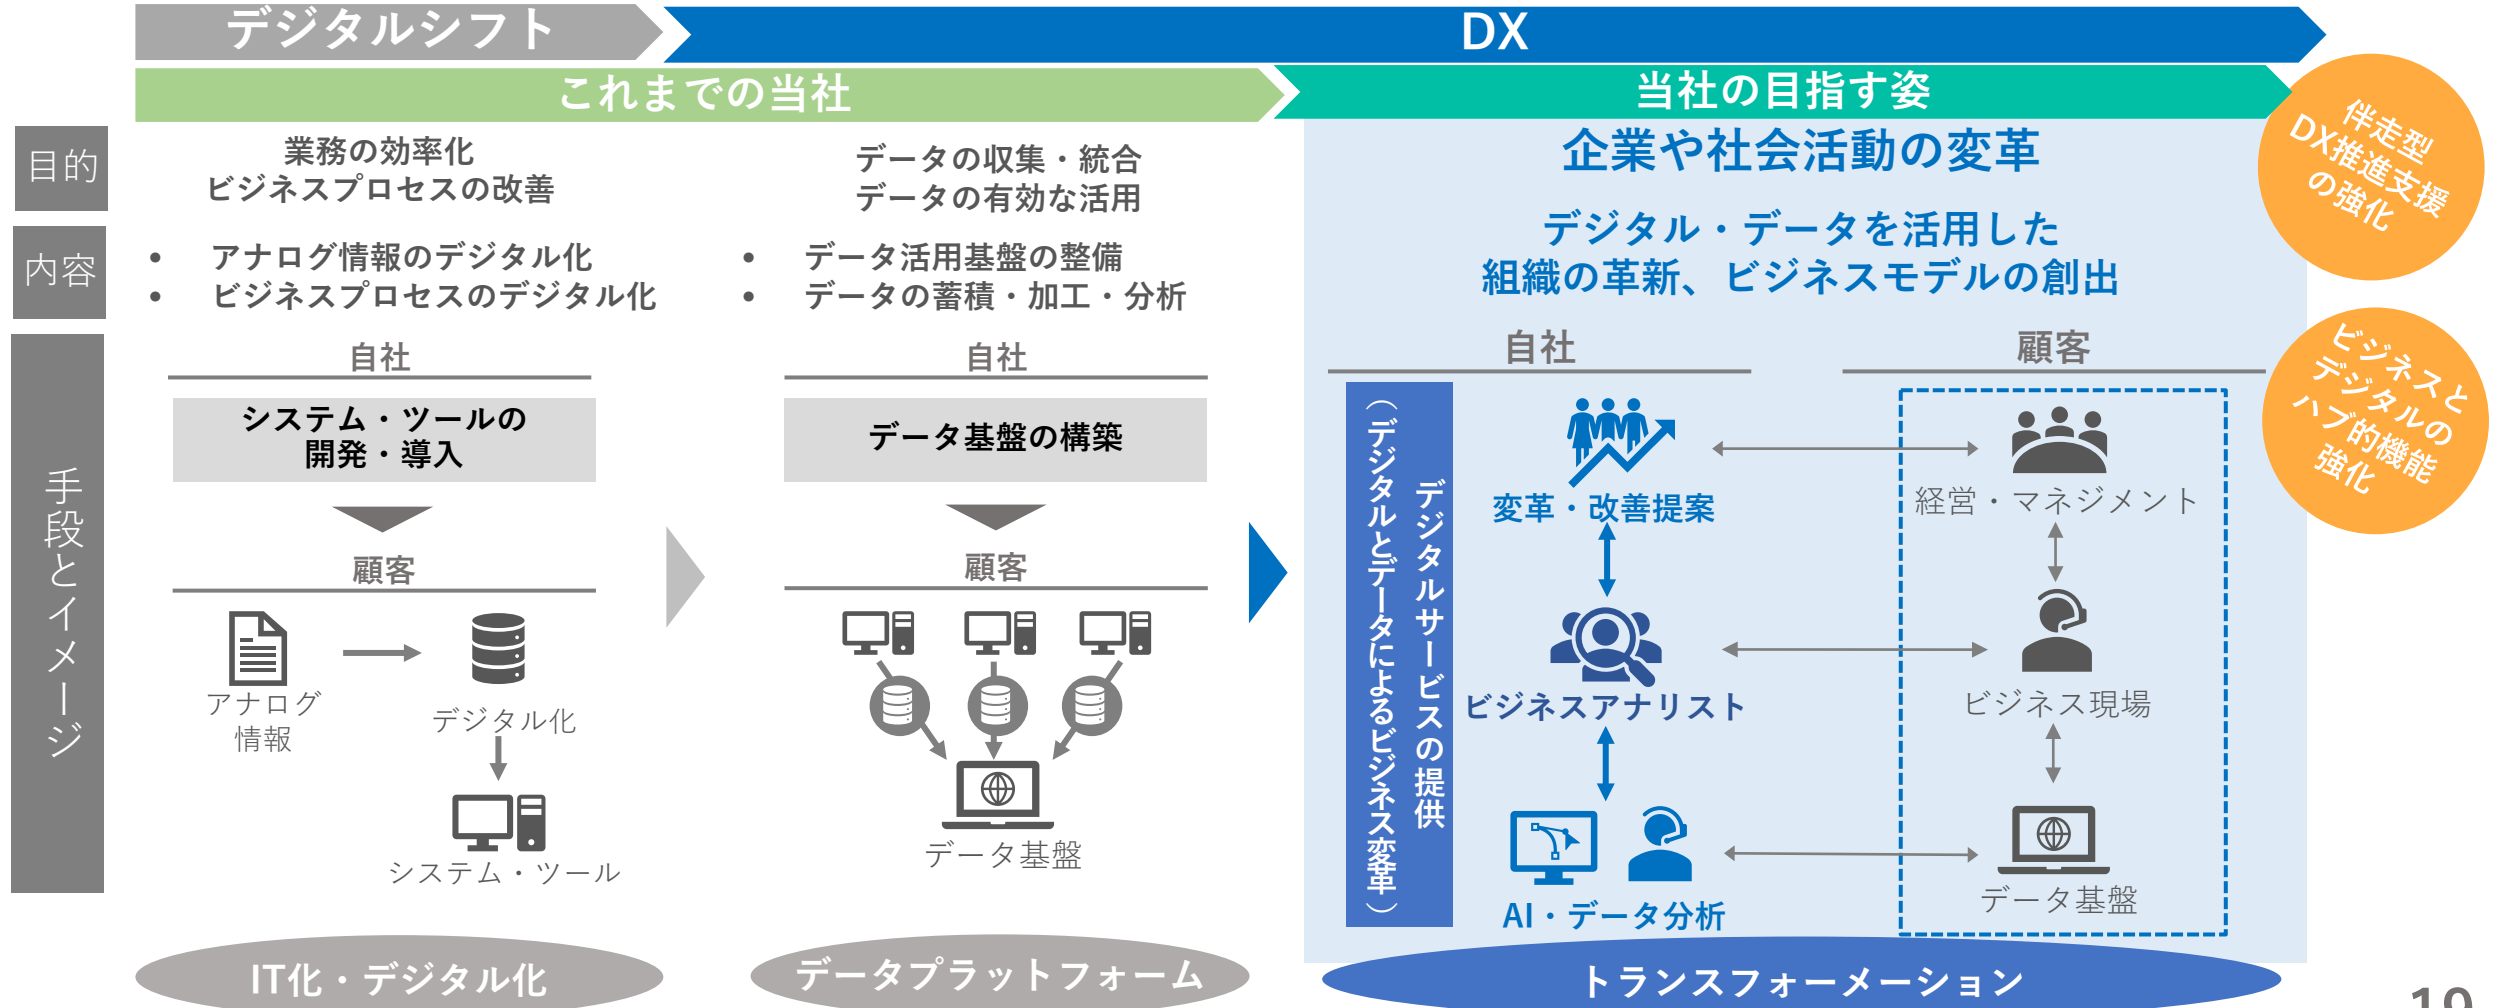 デジタルシフト
DX
これまでの当社
当社の目指す姿
目的
業務の効率化
ビジネスプロセスの改善
データの収集・統合
データの有効な活用
企業や社会活動の変革
伴走型
DX推進支援
の強化
内容
• アナログ情報のデジタル化
• ビジネスプロセスのデジタル化
• データ活用基盤の整備
• データの蓄積・加工・分析
デジタル・データを活用した
組織の革新、ビジネスモデルの創出
ビジネスと
デジタルの
ハブ的機能
強化
手段とイメージ
自社
システム・ツールの
開発・導入
顧客
アナログ
情報
デジタル化
システム・ツール
IT化・デジタル化
自社
データ基盤の構築
顧客
データ基盤
データプラットフォーム
自社
顧客
デジタルサービスの提供
（デジタルとデータによるビジネス変革）
変革・改善提案
経営・マネジメント
ビジネスアナリスト
ビジネス現場
AI・データ分析
データ基盤
トランスフォーメーション
19